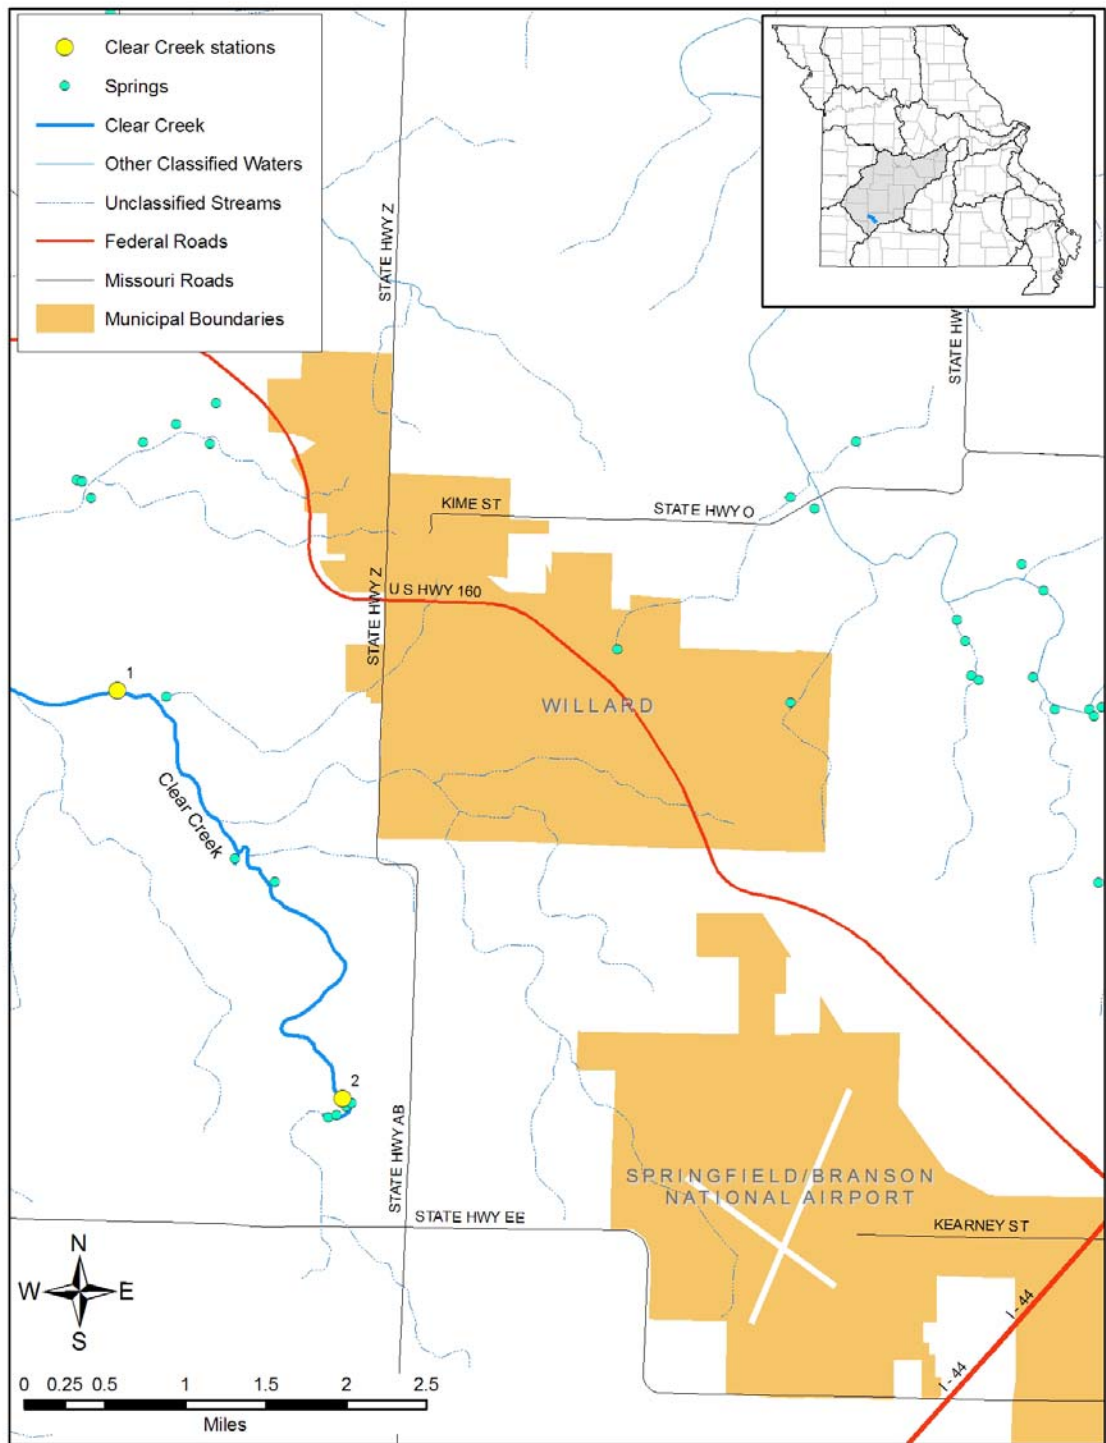 Clear Creek stations
Springs
Clear Creek
Other Classified Waters
Unclassified Streams
Federal Roads
Missouri Roads
Municipal Boundaries
STATE HWY Z
STATE HW
KIME ST
STATE HWY O
STATE HWY Z
U S HWY 160
1
WILLARD
Clear Creek
2
STATE HWY AB
SPRINGFIELD/BRANSON
NATIONAL AIRPORT
STATE HWY EE
KEARNEY ST
N
W E
S
I - 44
I - 44
0 0.25 0.5 1 1.5 2 2.5
Miles